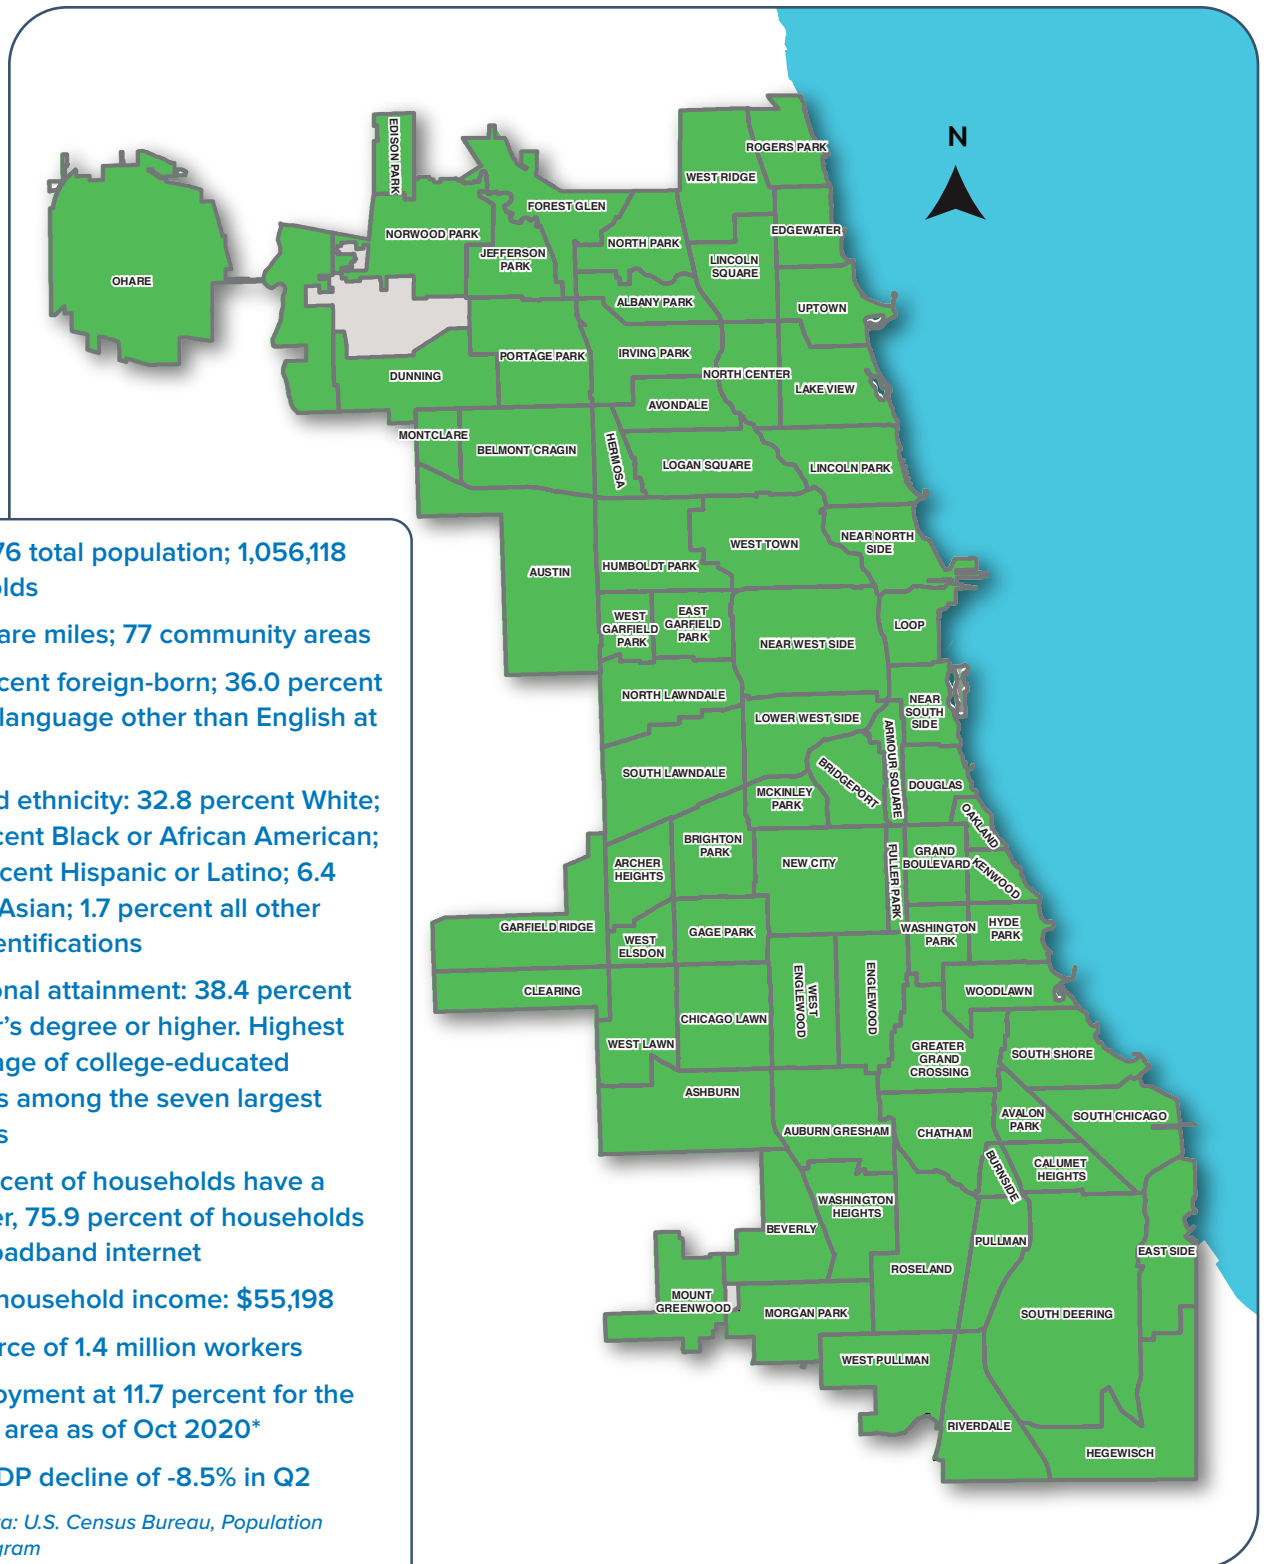 N
ROGERS PARK
EDISON PARK
WEST RIDGE
FOREST GLEN
EDGEWATER
NORWOOD PARK
NORTH PARK
JEFFERSON
PARK
LINCOLN
SQUARE
OHARE
ALBANY PARK
UPTOWN
PORTAGE PARK
IRVING PARK
NORTH CENTER
DUNNING
LAKE VIEW
AVONDALE
MONTCLARE
BELMONT CRAGIN
HERMOSA
LOGAN SQUARE
LINCOLN PARK
WEST TOWN
NEAR NORTH
SIDE
AUSTIN
HUMBOLDT PARK
WEST
GARFIELD
PARK
EAST
GARFIELD
PARK
LOOP
NEAR WEST SIDE
NORTH LAWNDALE
NEAR
SOUTH
SIDE
LOWER WEST SIDE
ARMOUR SQUARE
SOUTH LAWNDALE
BRIDGEPORT
DOUGLAS
MCKINLEY
PARK
OAKLAND
BRIGHTON
PARK
ARCHER
HEIGHTS
NEW CITY
FULLER PARK
GRAND
BOULEVARD
KENWOOD
GARFIELD RIDGE
WEST
ELSDON
GAGE PARK
WASHINGTON
PARK
HYDE
PARK
CLEARING
WEST
ENGLEWOOD
ENGLEWOOD
WOODLAWN
CHICAGO LAWN
WEST LAWN
GREATER
GRAND
CROSSING
SOUTH SHORE
ASHBURN
AVALON
PARK
SOUTH CHICAGO
AUBURN GRESHAM
CHATHAM
BURNSIDE
CALUMET
HEIGHTS
WASHINGTON
HEIGHTS
BEVERLY
PULLMAN
EAST SIDE
ROSELAND
MOUNT
GREENWOOD
MORGAN PARK
SOUTH DEERING
WEST PULLMAN
RIVERDALE
HEGEWISCH
76 total population; 1,056,118
olds
are miles; 77 community areas
cent foreign-born; 36.0 percent
language other than English at
d ethnicity: 32.8 percent White;
cent Black or African American;
cent Hispanic or Latino; 6.4
Asian; 1.7 percent all other
entifications
onal attainment: 38.4 percent
r’s degree or higher. Highest
nge of college-educated
s among the seven largest
s
cent of households have a
er, 75.9 percent of households
oadband internet
household income: $55,198
rce of 1.4 million workers
oyment at 11.7 percent for the
area as of Oct 2020*
DP decline of -8.5% in Q2
ta: U.S. Census Bureau, Population
gram